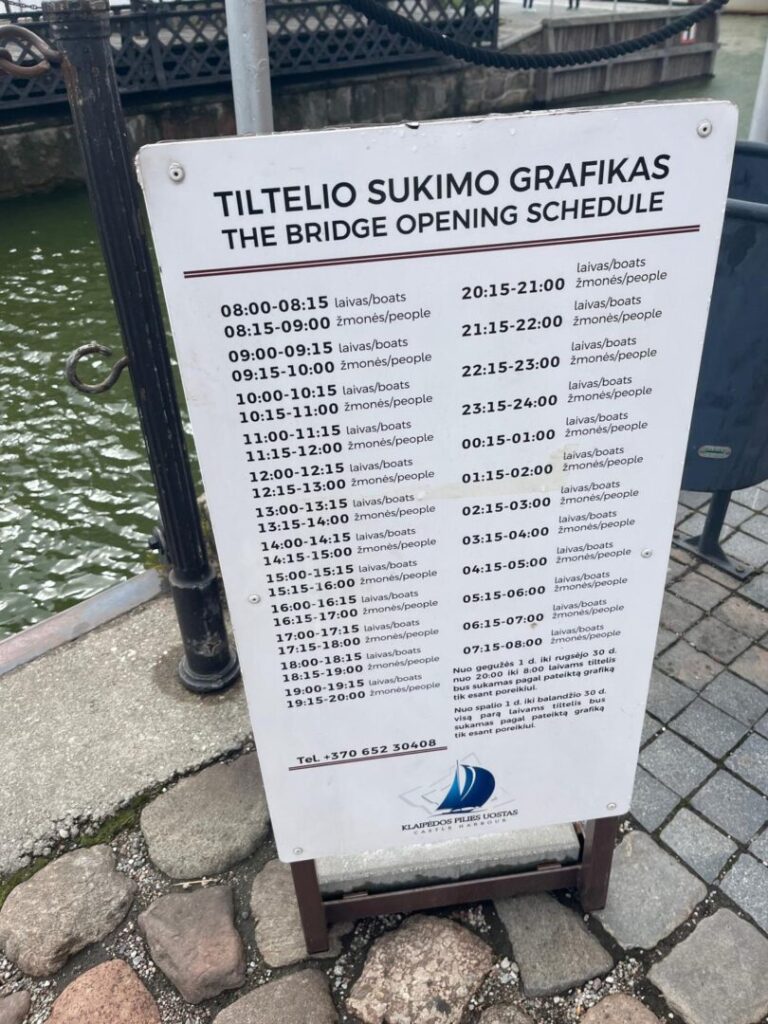 TILTELIO SUKIMO GRAFIKAS
THE BRIDGE OPENING SCHEDULE
08:00-08:15 laivas/boats
08:15-09:00 žmonės/people
09:00-09:15 laivas/boats
09:15-10:00 žmonės/people
10:00-10:15 laivas/boats
10:15-11:00 žmonės/people
11:00-11:15 laivas/boats
11:15-12:00 žmonės/people
12:00-12:15 laivas/boats
12:15-13:00 žmonės/people
13:00-13:15 laivas/boats
13:15-14:00 žmonės/people
14:00-14:15 laivas/boats
14:15-15:00 žmonės/people
15:00-15:15 laivas/boats
15:15-16:00 žmonės/people
16:00-16:15 laivas/boats
16:15-17:00 žmonės/people
17:00-17:15 laivas/boats
17:15-18:00 žmonės/people
18:00-18:15 laivas/boats
18:15-19:00 žmonės/people
19:00-19:15 laivas/boats
19:15-20:00 žmonės/people
laivas/boats
20:15-21:00 žmonės/people
laivas/boats
21:15-22:00 žmonės/people
laivas/boats
22:15-23:00 žmonės/people
laivas/boats
23:15-24:00 žmonės/people
laivas/boats
00:15-01:00 žmonės/people
laivas/boats
01:15-02:00 žmonės/people
laivas/boats
02:15-03:00 žmonės/people
laivas/boats
03:15-04:00 žmonės/people
laivas/boats
04:15-05:00 žmonės/people
laivas/boats
05:15-06:00 žmonės/people
laivas/boats
06:15-07:00 žmonės/people
laivas/boats
07:15-08:00 žmonės/people
Nuo gegužės 1 d. iki rugsėjo 30 d.
nuo 20:00 iki 8:00 laivams tiltelis
bus sukamas pagal pateiktą grafiką
tik esant poreikiui.
Nuo spalio 1 d. iki balandžio 30 d.
visą parą laivams tiltelis bus
sukamas pagal pateiktą grafiką
tik esant poreikiui.
Tel. +370 652 30408
KLAIPĖDOS PILIES UOSTAS
CASTLE HARBOUR